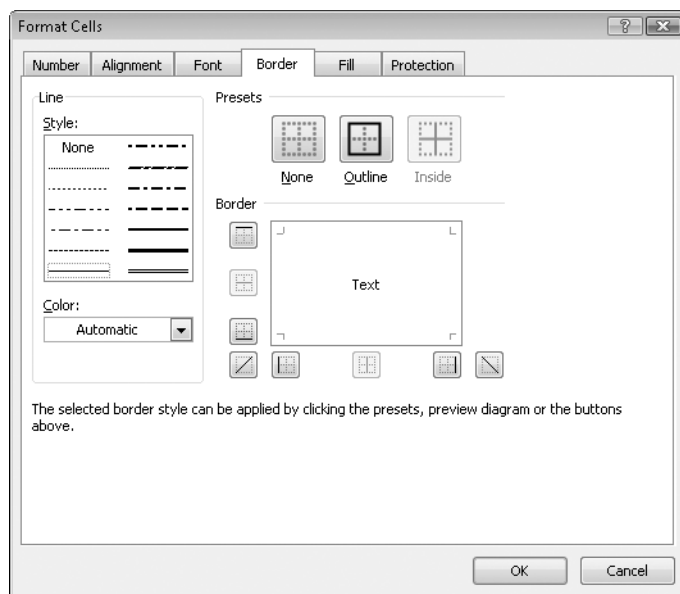 Format Cells
Number Alignment Font Border Fill Protection
Line
Style:
None
Color:
Automatic
Presets
None Outline Inside
Border
Text
The selected border style can be applied by clicking the presets, preview diagram or the buttons
above.
OK Cancel